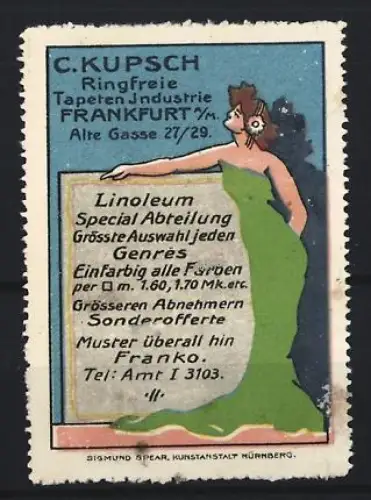 C. KUPSCH
Ringfreie
Tapeten Jndustrie
FRANKFURT a/M.
Alte Gasse 27/29.
Linoleum
Special Abteilung
Grösste Auswahl jeden
Genrès
Einfarbig alle Farben
per □ m. 1.60, 1.70 Mk. etc.
Grösseren Abnehmern
Sonderofferte
Muster überall hin
Franko.
Tel: Amt I 3103.
SIGMUND SPEAR, KUNSTANSTALT NÜRNBERG.